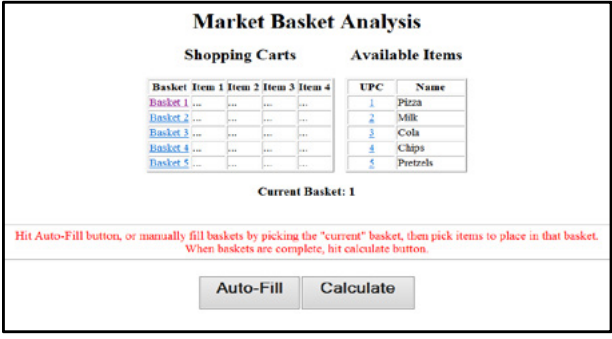 Market Basket Analysis
Shopping Carts Available Items
Basket Item 1 Item 2 Item 3 Item 4 UPC Name
Basket 1 ... ... ... ... 1 Pizza
Basket 2 ... ... ... ... 2 Milk
Basket 3 ... ... ... ... 3 Cola
Basket 4 ... ... ... ... 4 Chips
Basket 5 ... ... ... ... 5 Pretzels
Current Basket: 1
Hit Auto-Fill button, or manually fill baskets by picking the "current" basket, then pick items to place in that basket.
When baskets are complete, hit calculate button.
Auto-Fill Calculate